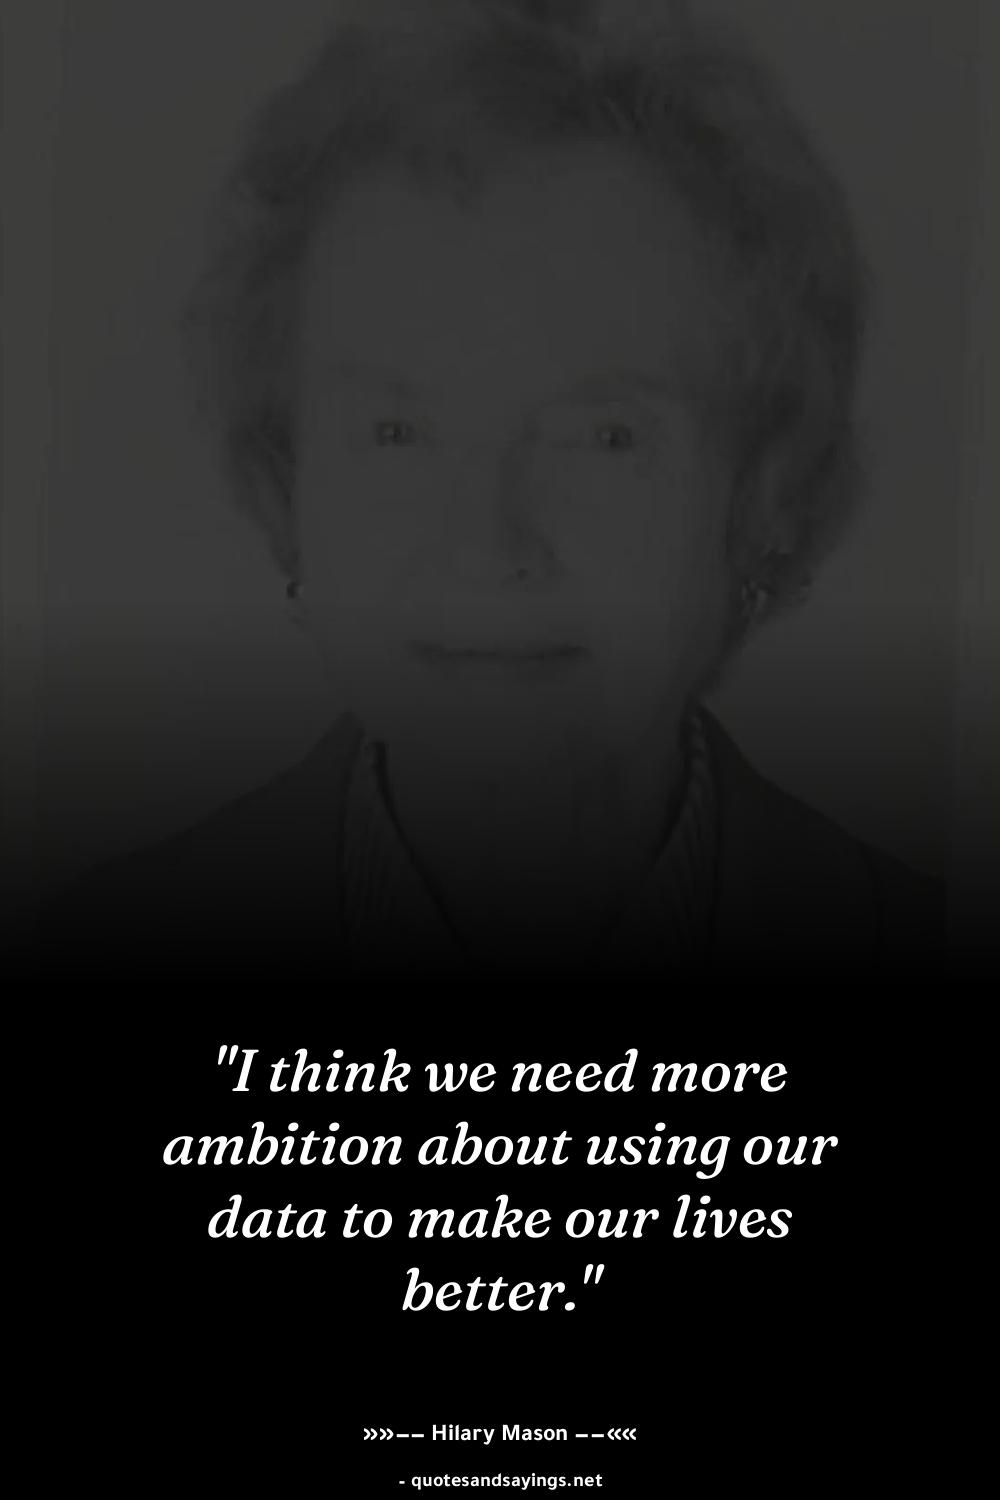 "I think we need more
ambition about using our
data to make our lives
better."
»»—— Hilary Mason ——««
- quotesandsayings.net